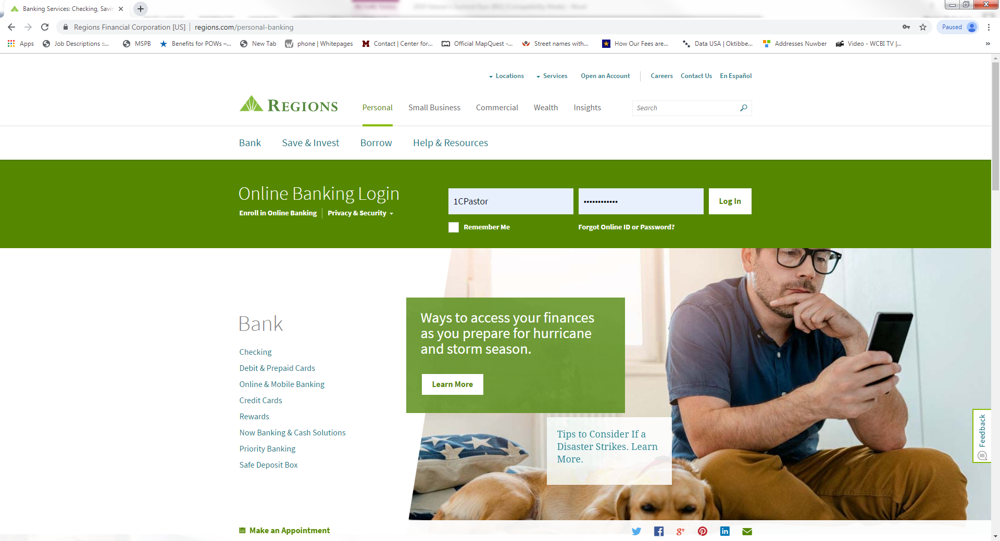 Banking Services: Checking, Savin
Regions Financial Corporation [US] | regions.com/personal-banking
Paused
Apps
Job Descriptions ::...
MSPB
Benefits for POWs –...
New Tab
phone | Whitepages
Contact | Center for...
Official MapQuest -...
Street names with...
How Our Fees are...
Data USA | Oktibbe...
Addresses Nuwber
Video - WCBI TV |...
»
Locations
Services
Open an Account
Careers
Contact Us
En Español
REGIONS
Personal
Small Business
Commercial
Wealth
Insights
Search
Bank
Save & Invest
Borrow
Help & Resources
Online Banking Login
Enroll in Online Banking
Privacy & Security
1CPastor
••••••••••••
Log In
Remember Me
Forgot Online ID or Password?
Bank
Checking
Debit & Prepaid Cards
Online & Mobile Banking
Credit Cards
Rewards
Now Banking & Cash Solutions
Priority Banking
Safe Deposit Box
Make an Appointment
Ways to access your finances
as you prepare for hurricane
and storm season.
Learn More
Tips to Consider If a
Disaster Strikes. Learn
More.
Feedback